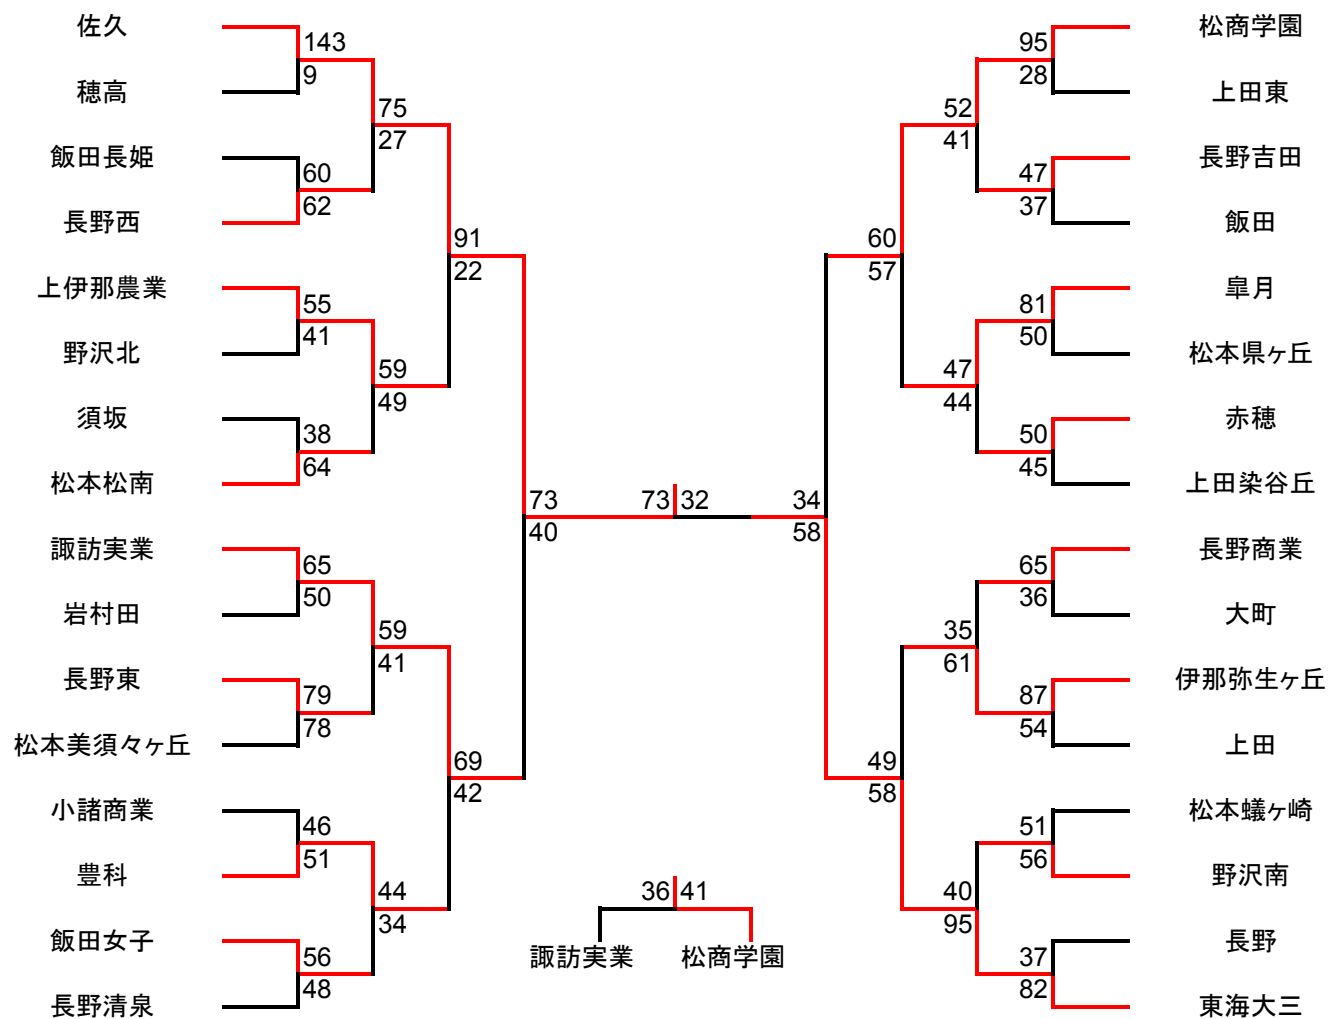 佐久
143
9
穂高
75
27
飯田長姫
60
62
長野西
91
22
上伊那農業
55
41
野沢北
59
49
須坂
38
64
松本松南
73
40
諏訪実業
65
50
岩村田
59
41
長野東
79
78
松本美須々ヶ丘
69
42
小諸商業
46
51
豊科
44
34
飯田女子
56
48
長野清泉
73 32
36 41
諏訪実業 松商学園
松商学園
95
28
上田東
52
41
長野吉田
47
37
飯田
60
57
皐月
81
50
松本県ヶ丘
47
44
赤穂
50
45
上田染谷丘
34
58
長野商業
65
36
大町
35
61
伊那弥生ヶ丘
87
54
上田
49
58
松本蟻ヶ崎
51
56
野沢南
40
95
長野
37
82
東海大三